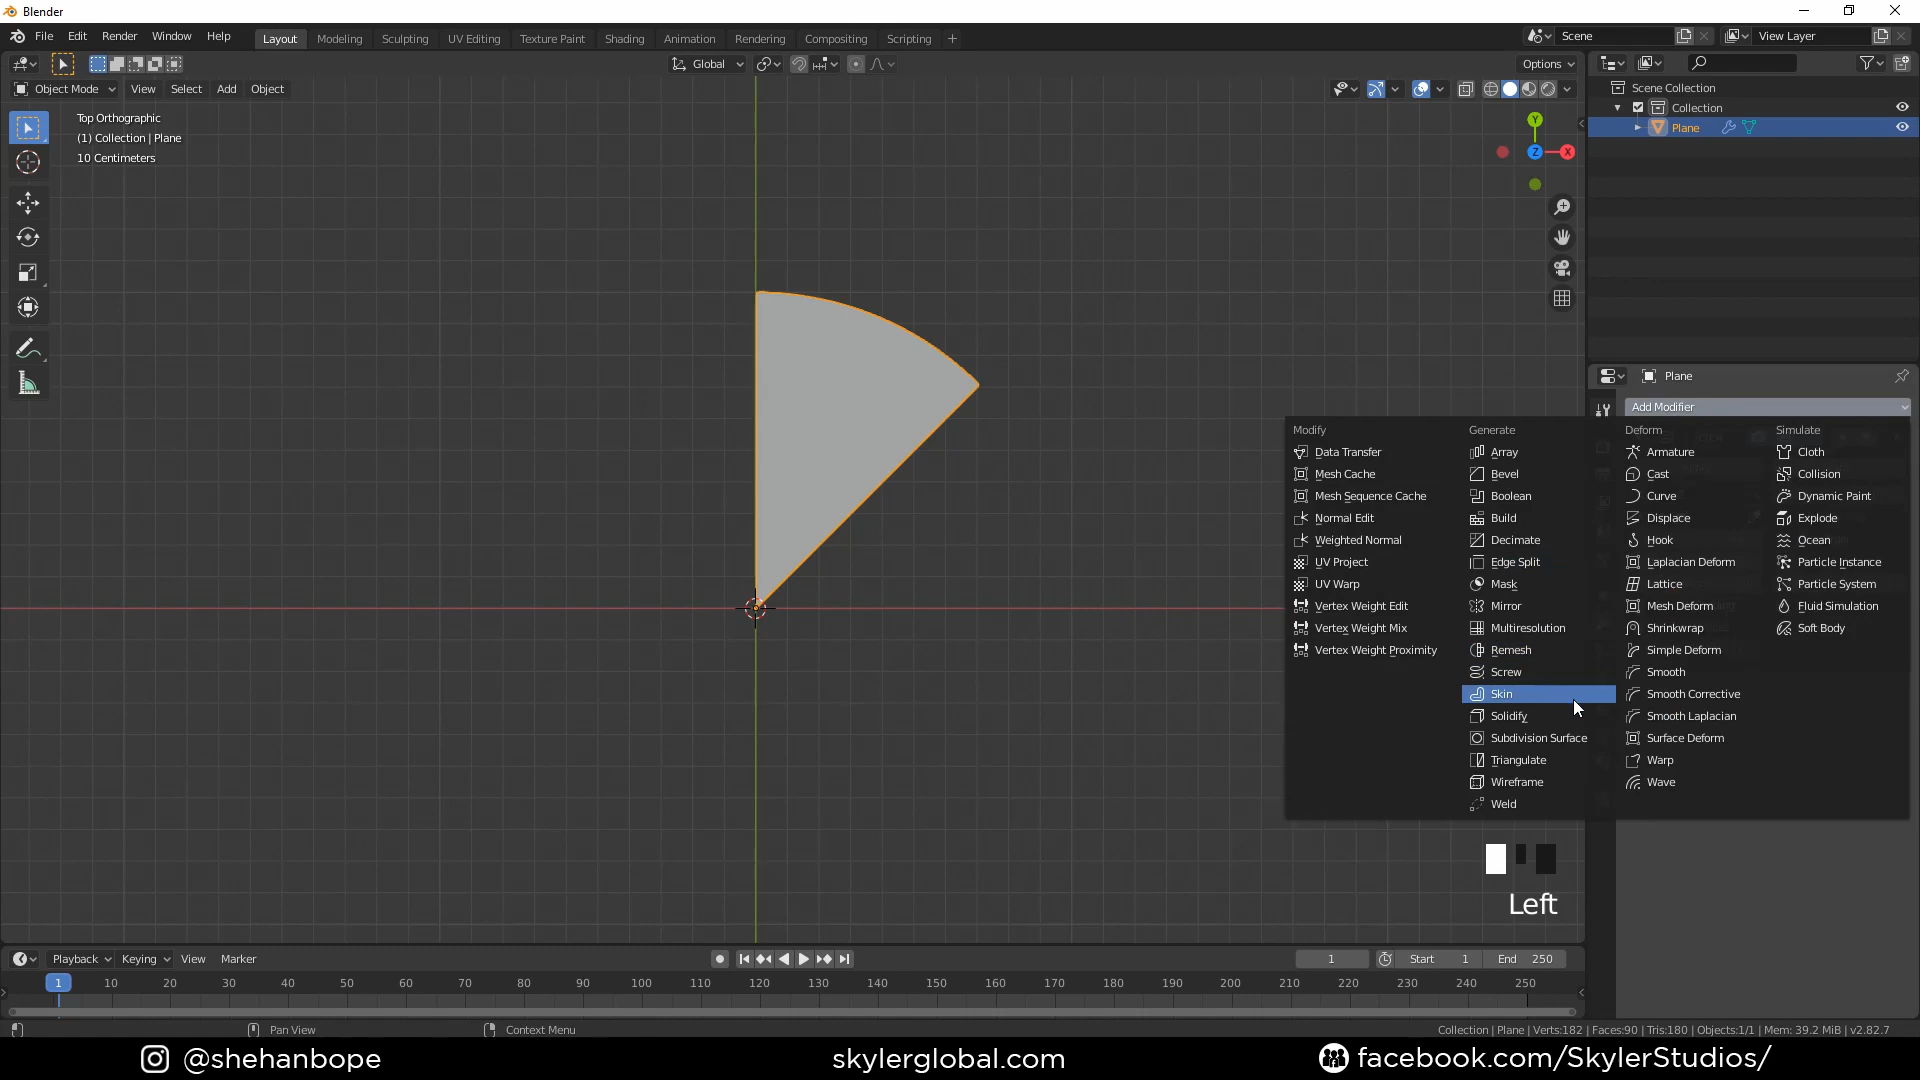 Blender
File Edit Render Window Help
Layout Modeling Sculpting UV Editing Texture Paint Shading Animation Rendering Compositing Scripting +
Scene
View Layer
Global
Options
Object Mode View Select Add Object
Top Orthographic
(1) Collection | Plane
10 Centimeters
Y
Z
X
Scene Collection
Collection
Plane
Plane
Add Modifier
Modify
Data Transfer
Mesh Cache
Mesh Sequence Cache
Normal Edit
Weighted Normal
UV Project
UV Warp
Vertex Weight Edit
Vertex Weight Mix
Vertex Weight Proximity
Generate
Array
Bevel
Boolean
Build
Decimate
Edge Split
Mask
Mirror
Multiresolution
Remesh
Screw
Skin
Solidify
Subdivision Surface
Triangulate
Wireframe
Weld
Deform
Armature
Cast
Curve
Displace
Hook
Laplacian Deform
Lattice
Mesh Deform
Shrinkwrap
Simple Deform
Smooth
Smooth Corrective
Smooth Laplacian
Surface Deform
Warp
Wave
Simulate
Cloth
Collision
Dynamic Paint
Explode
Ocean
Particle Instance
Particle System
Fluid Simulation
Soft Body
Left
Playback Keying View Marker
1
Start 1
End 250
1 10 20 30 40 50 60 70 80 90 100 110 120 130 140 150 160 170 180 190 200 210 220 230 240 250
Pan View
Context Menu
Collection | Plane | Verts:182 | Faces:90 | Tris:180 | Objects:1/1 | Mem: 39.2 MiB | v2.82.7
@shehanbope
skylerglobal.com
facebook.com/SkylerStudios/